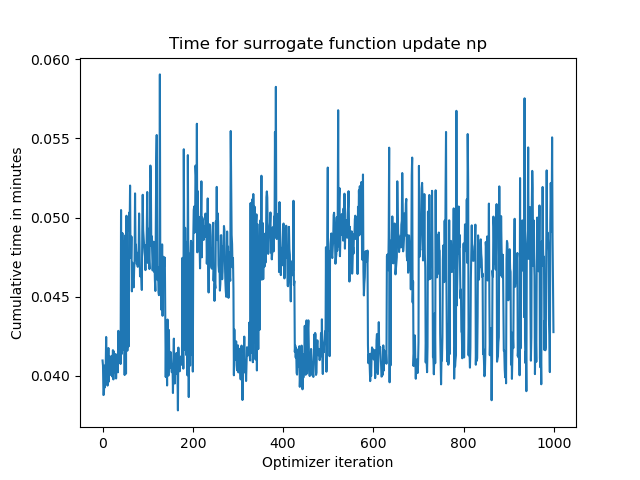 Time for surrogate function update np
0.060
0.055
0.050
0.045
0.040
Cumulative time in minutes
0 200 400 600 800 1000
Optimizer iteration